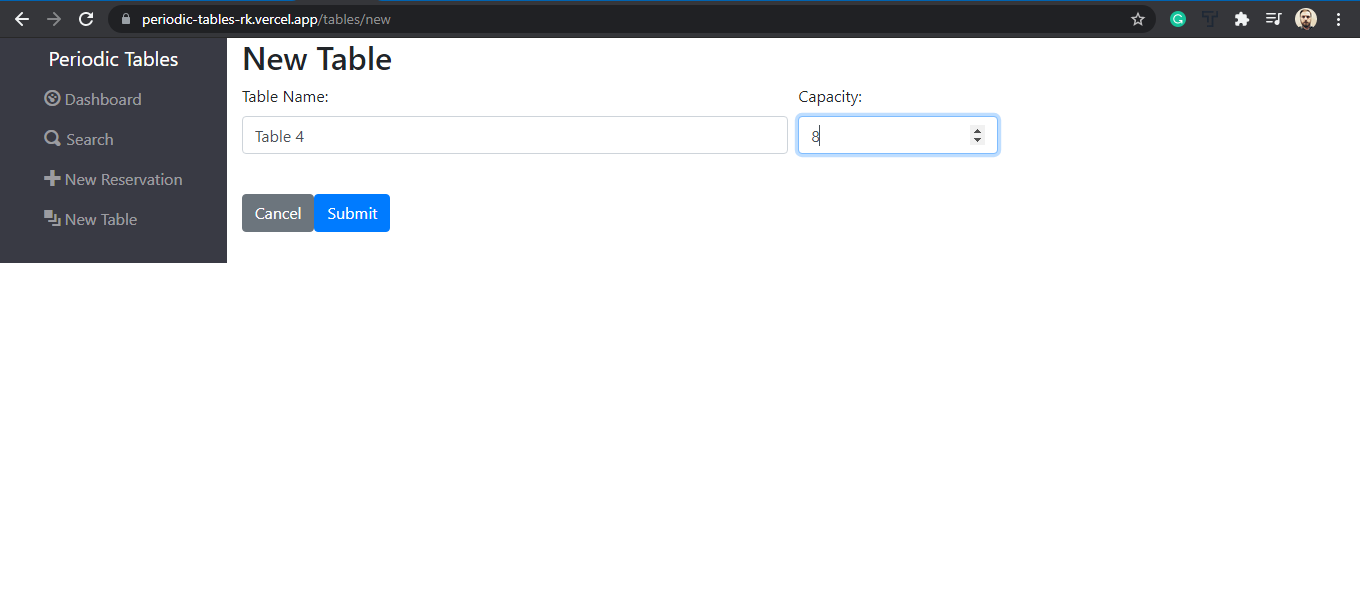 periodic-tables-rk.vercel.app/tables/new
Periodic Tables
Dashboard
Search
New Reservation
New Table
New Table
Table Name:
Capacity:
Table 4
8
Cancel
Submit